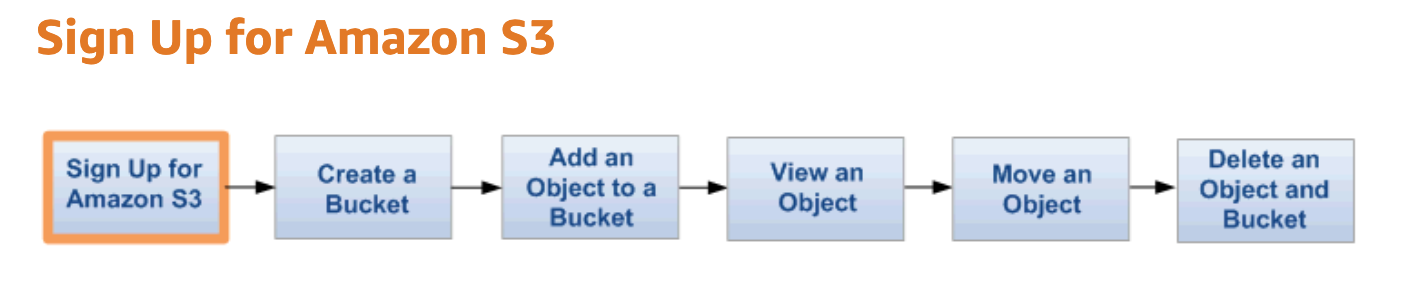 Sign Up for Amazon S3
Sign Up for
Amazon S3
Create a
Bucket
Add an
Object to a
Bucket
View an
Object
Move an
Object
Delete an
Object and
Bucket